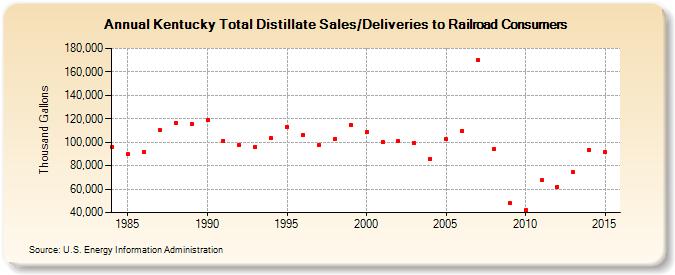 Annual Kentucky Total Distillate Sales/Deliveries to Railroad Consumers
Thousand Gallons
180,000
160,000
140,000
120,000
100,000
80,000
60,000
40,000
1985 1990 1995 2000 2005 2010 2015
Source: U.S. Energy Information Administration